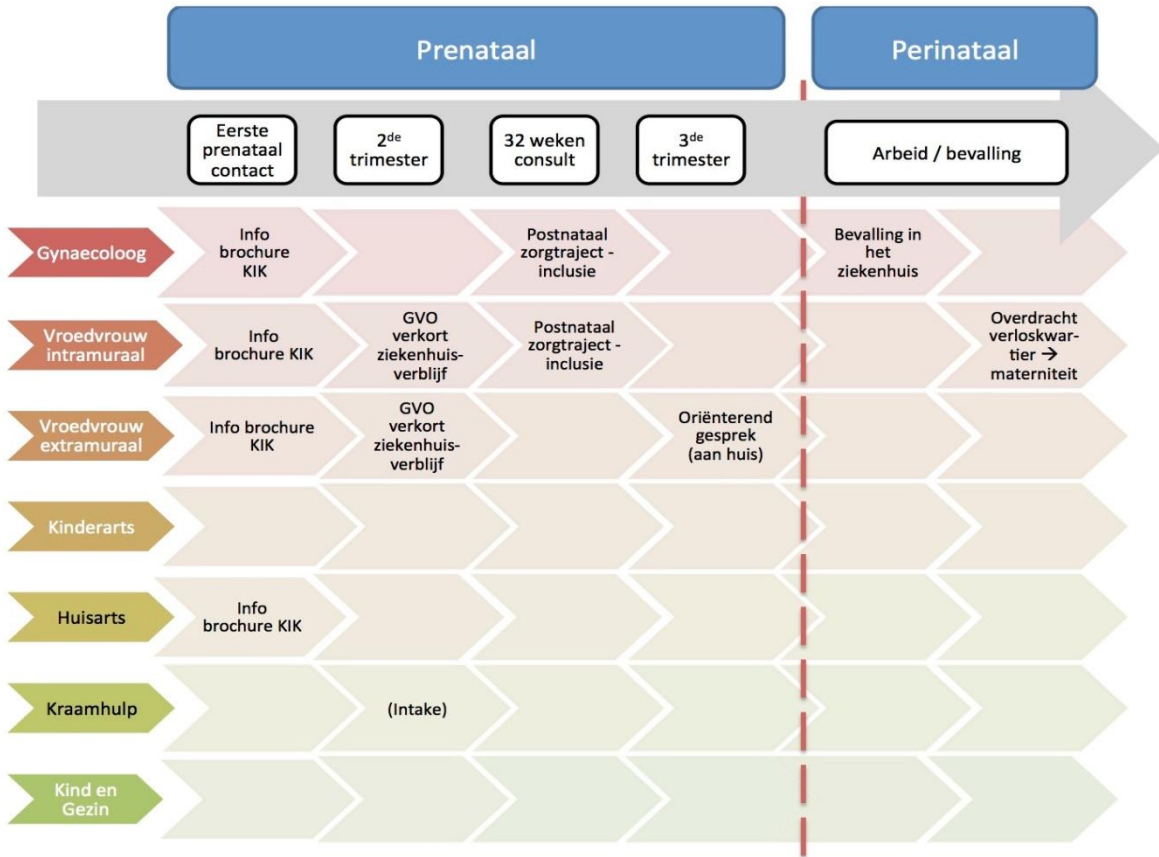 Prenataal
Perinataal
Eerste
prenataal
contact
2de
trimester
32 weken
consult
3de
trimester
Arbeid / bevalling
Gynaecoloog
Info
brochure
KIK
Postnataal
zorgtraject -
inclusie
Bevalling in
het
ziekenhuis
Vroedvrouw
intramuraal
Info
brochure KIK
GVO
verkort
ziekenhuis-
verblijf
Postnataal
zorgtraject -
inclusie
Overdracht
verloskwar-
tier →
materniteit
Vroedvrouw
extramuraal
Info brochure
KIK
GVO
verkort
ziekenhuis-
verblijf
Oriënterend
gesprek
(aan huis)
Kinderarts
Huisarts
Info
brochure KIK
Kraamhulp
(Intake)
Kind en
Gezin